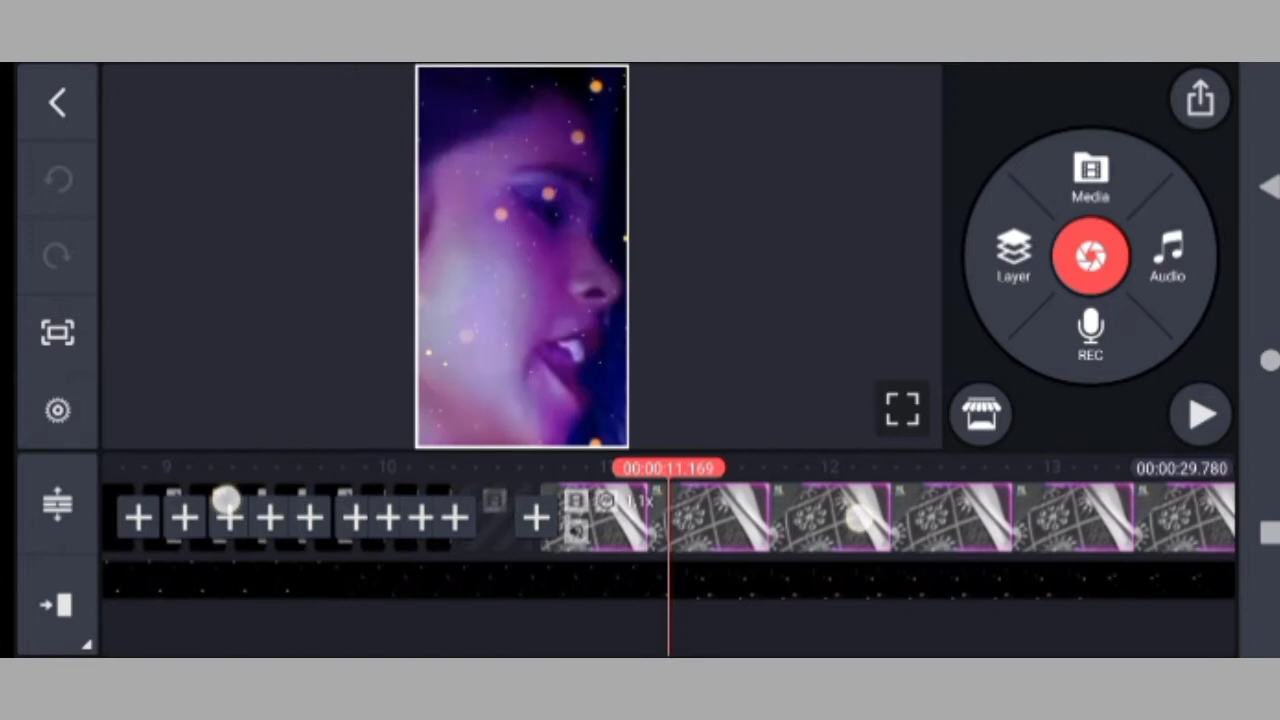 Media
Layer
Audio
REC
9
10
00:00:11.169
12
13
00:00:29.780
1.1x